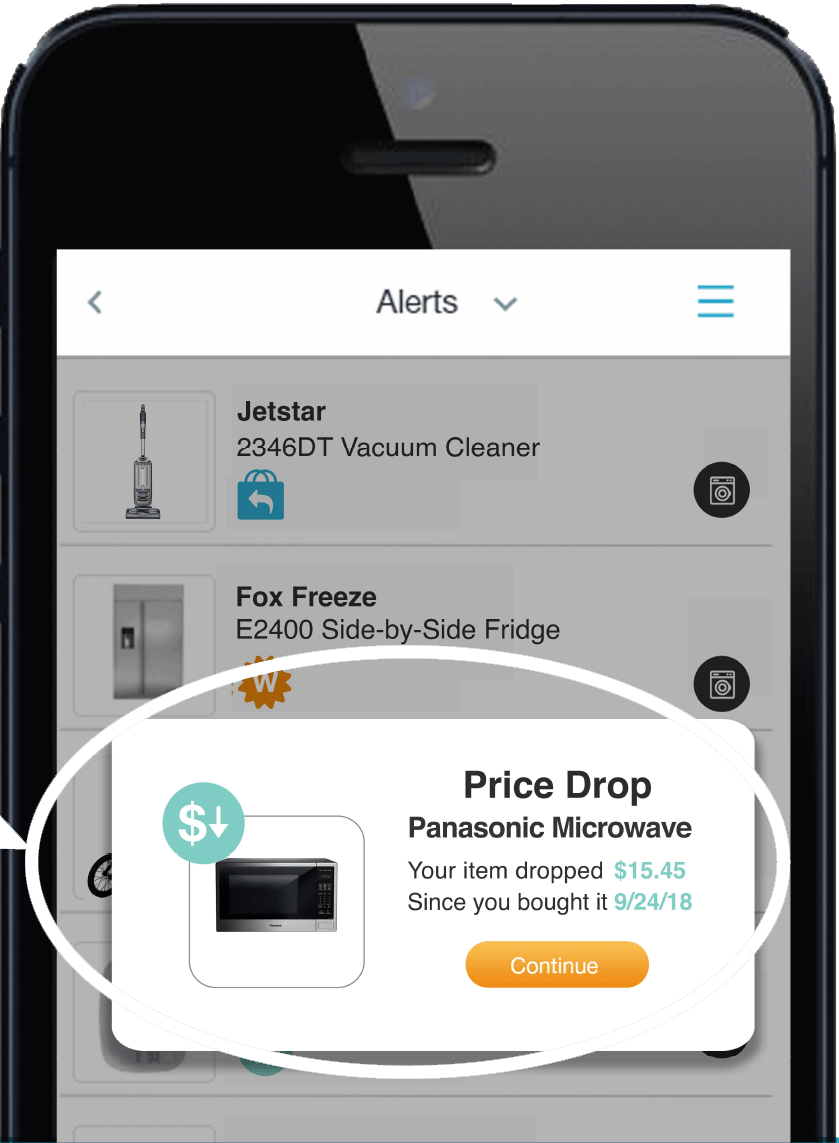 Alerts
Jetstar
2346DT Vacuum Cleaner
Fox Freeze
E2400 Side-by-Side Fridge
W
Price Drop
$
Panasonic Microwave
Your item dropped $15.45
Since you bought it 9/24/18
Panasonic
Continue